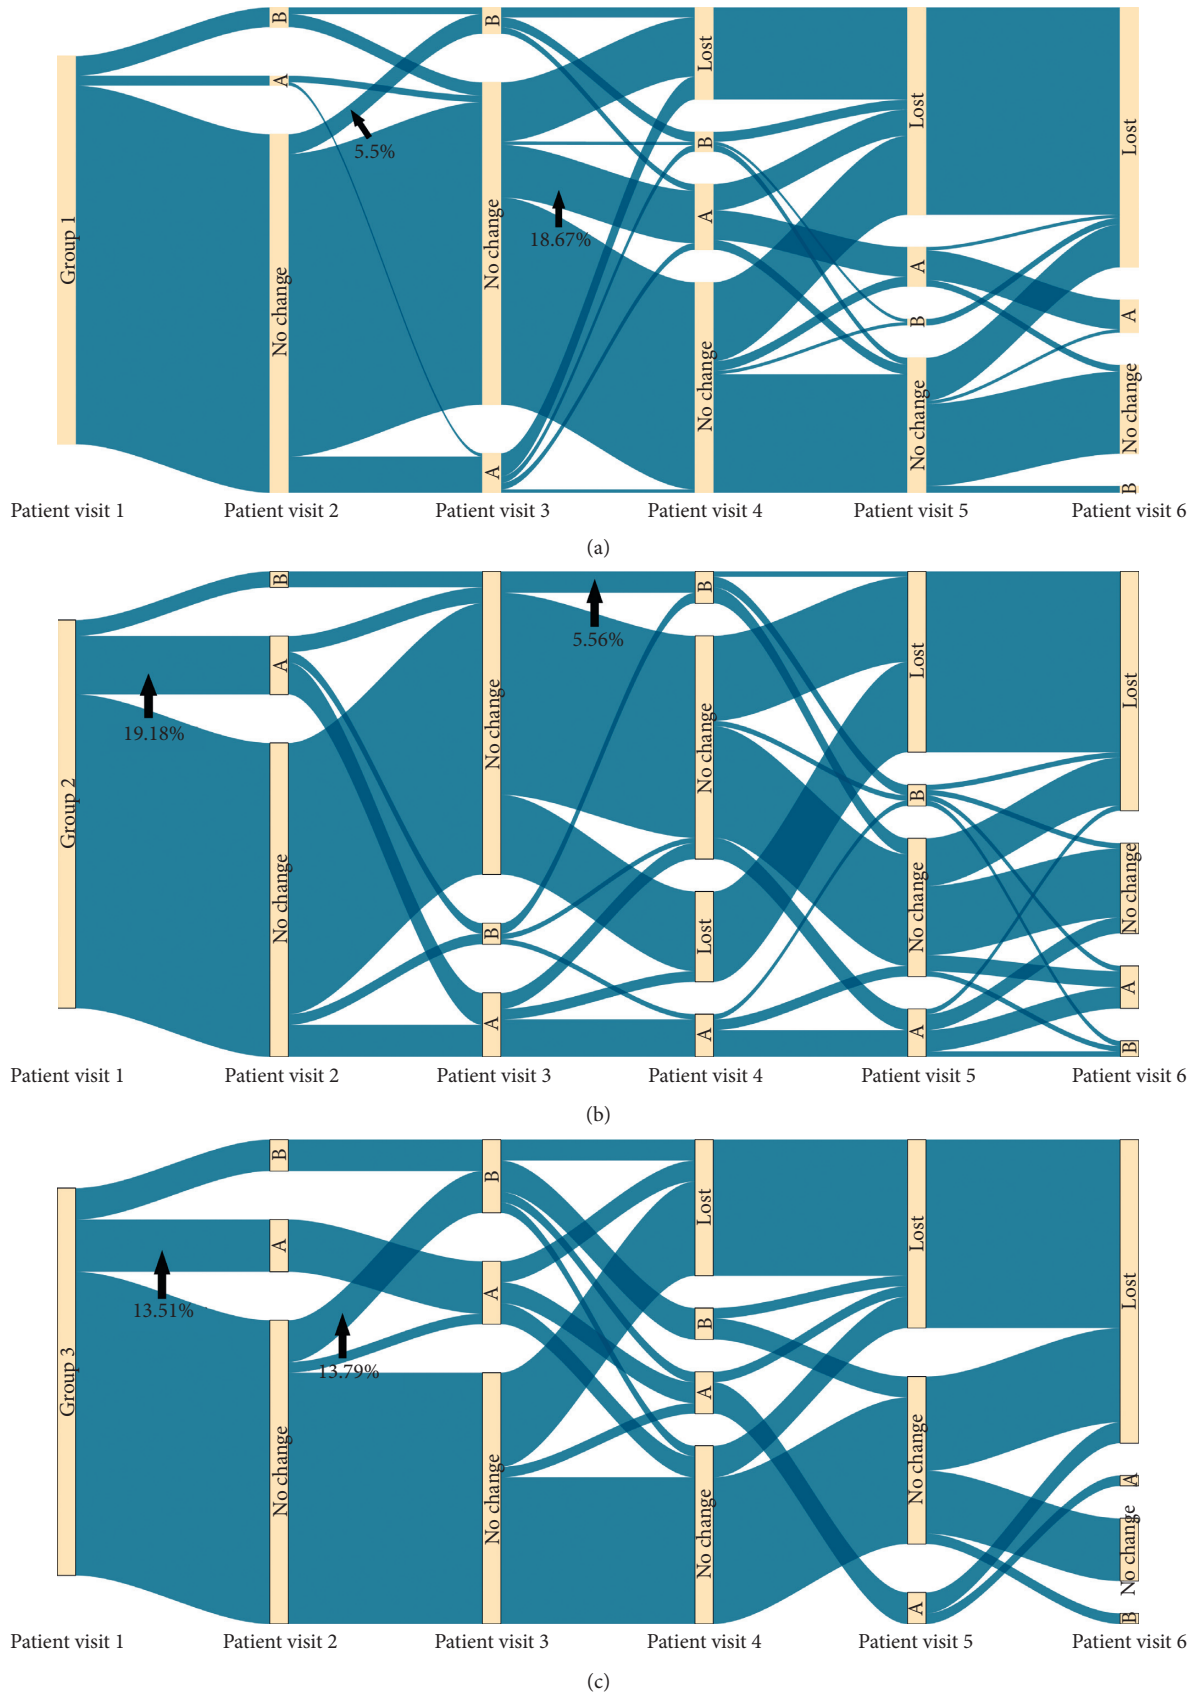 B
B
Lost
Lost
Lost
A
B
5.5%
Group 1
No change
No change
A
18.67%
A
A
B
No change
No change
No change
A
B
Patient visit 1 Patient visit 2 Patient visit 3 Patient visit 4 Patient visit 5 Patient visit 6
(a)
B
No change
B
Lost
Lost
5.56%
A
19.18%
No change
Group 2
B
No change
No change
No change
B
Lost
A
A
A
A
B
Patient visit 1 Patient visit 2 Patient visit 3 Patient visit 4 Patient visit 5 Patient visit 6
(b)
B
B
Lost
Lost
Lost
A
A
13.51%
B
13.79%
Group 3
A
No change
No change
No change
No change
A
No change
A
B
Patient visit 1 Patient visit 2 Patient visit 3 Patient visit 4 Patient visit 5 Patient visit 6
(c)